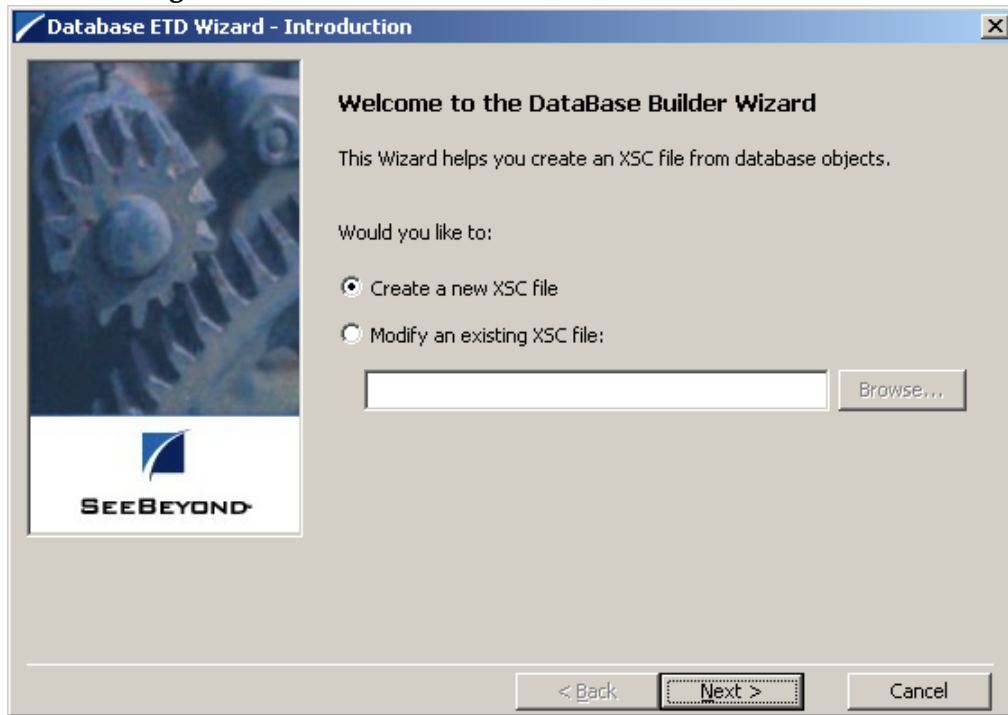 Database ETD Wizard - Introduction
Welcome to the DataBase Builder Wizard
This Wizard helps you create an XSC file from database objects.
Would you like to:
Create a new XSC file
Modify an existing XSC file:
Browse...
SEEBEYOND
< Back
Next >
Cancel